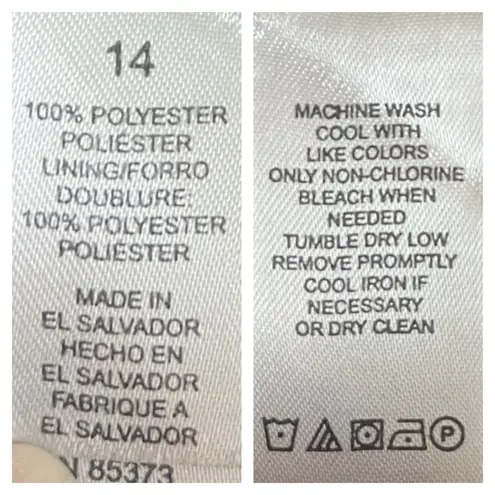 14
100% POLYESTER
POLIÉSTER
LINING/FORRO
DOUBLURE:
100% POLYESTER
POLIÉSTER
MADE IN
EL SALVADOR
HECHO EN
EL SALVADOR
FABRIQUE A
EL SALVADOR
N 85373
MACHINE WASH
COOL WITH
LIKE COLORS
ONLY NON-CHLORINE
BLEACH WHEN
NEEDED
TUMBLE DRY LOW
REMOVE PROMPTLY
COOL IRON IF
NECESSARY
OR DRY CLEAN
P